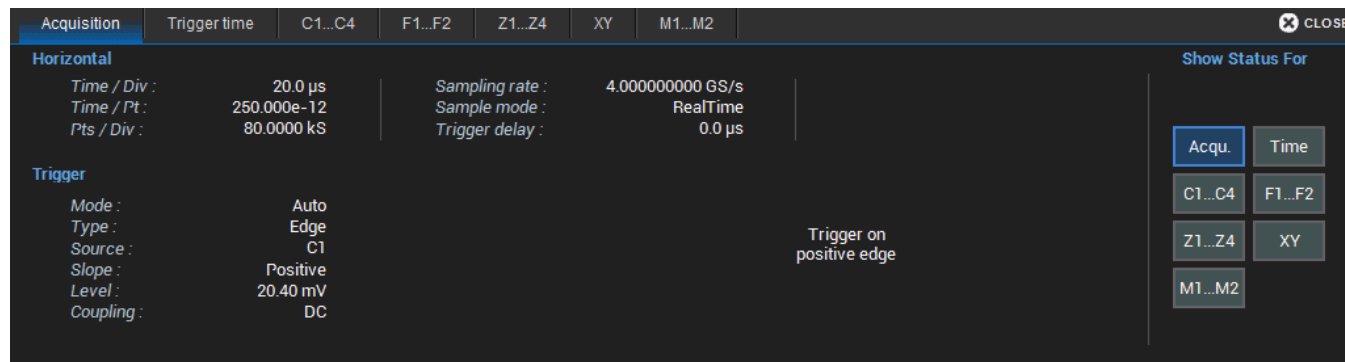 Acquisition Trigger time C1...C4 F1...F2 Z1...Z4 XY M1...M2 CLOSE
Horizontal Show Status For
Time / Div : 20.0 µs Sampling rate : 4.000000000 GS/s
Time / Pt : 250.000e-12 Sample mode : RealTime
Pts / Div : 80.0000 kS Trigger delay : 0.0 µs
Acqu. Time
Trigger
C1...C4 F1...F2
Mode : Auto
Type : Edge
Source : C1
Slope : Positive
Level : 20.40 mV
Coupling : DC
Trigger on
positive edge
Z1...Z4 XY
M1...M2